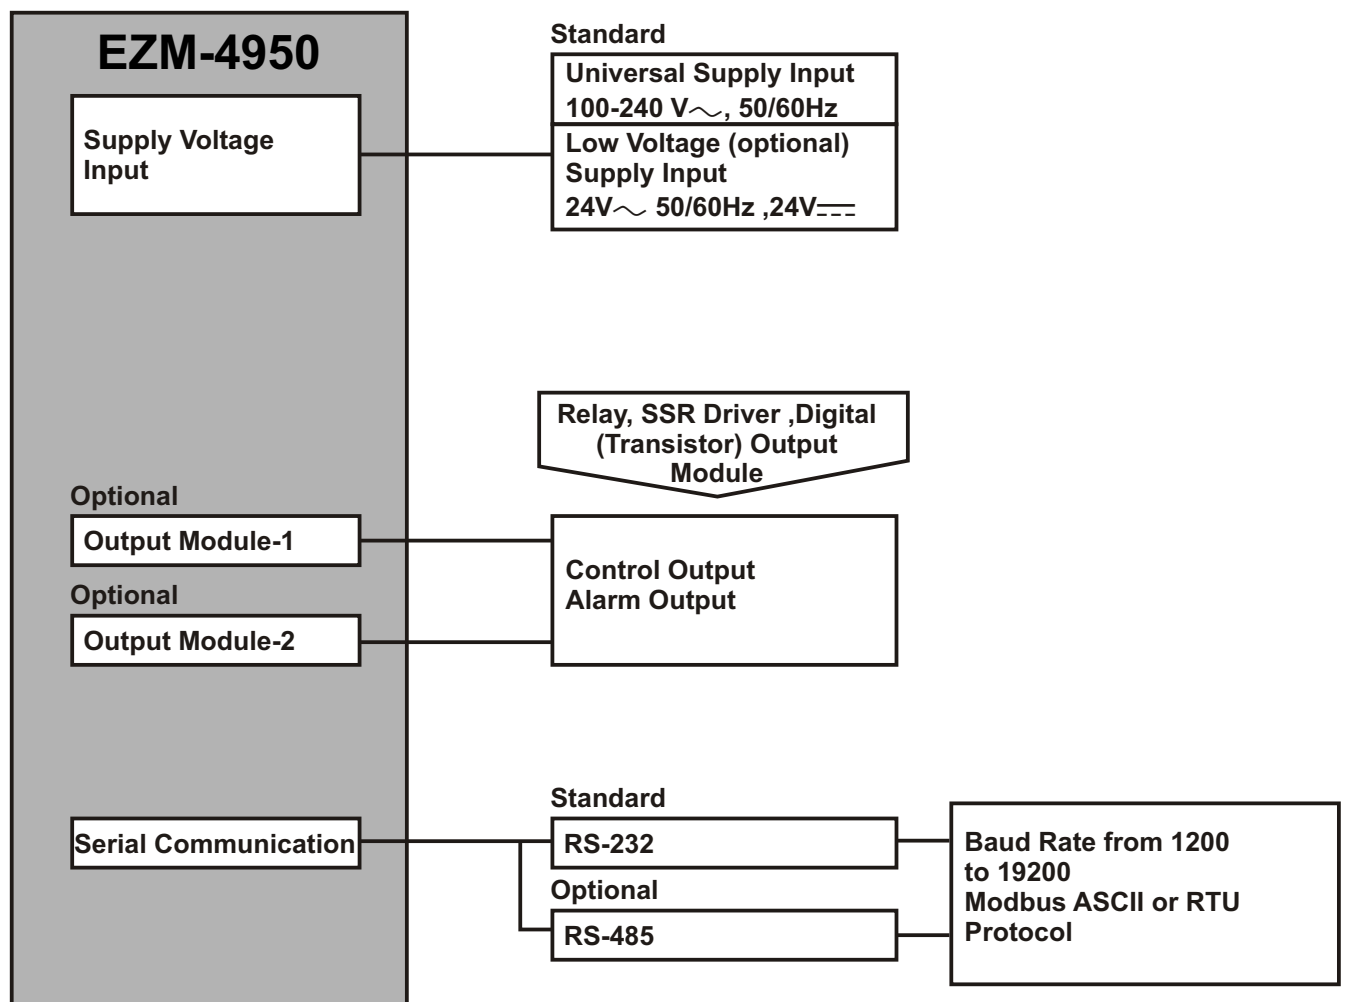 EZM-4950
Supply Voltage
Input
Standard
Universal Supply Input
100-240 V～, 50/60Hz
Low Voltage (optional)
Supply Input
24V～ 50/60Hz ,24V⎓
Relay, SSR Driver ,Digital
(Transistor) Output
Module
Optional
Output Module-1
Optional
Output Module-2
Control Output
Alarm Output
Serial Communication
Standard
RS-232
Optional
RS-485
Baud Rate from 1200
to 19200
Modbus ASCII or RTU
Protocol